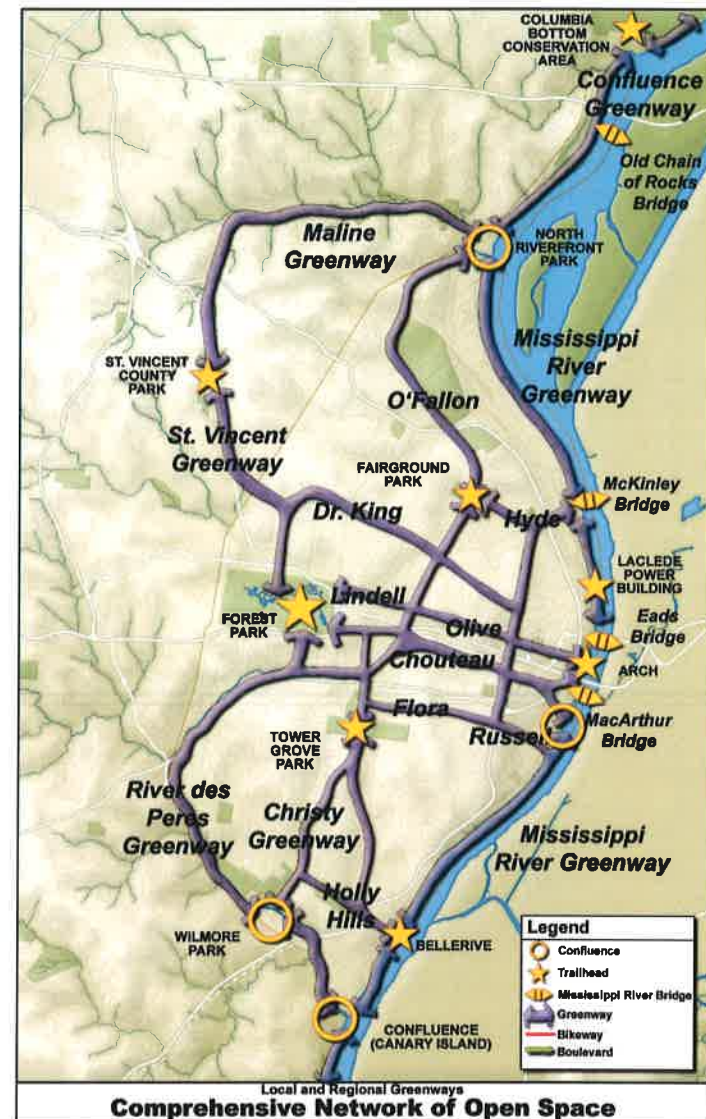 COLUMBIA
BOTTOM
CONSERVATION
AREA
Confluence
Greenway
Old Chain
of Rocks
Bridge
Maline
Greenway
NORTH
RIVERFRONT
PARK
Mississippi
River
Greenway
ST. VINCENT
COUNTY
PARK
O'Fallon
St. Vincent
Greenway
FAIRGROUND
PARK
McKinley
Bridge
Dr. King
Hyde
LACLEDE
POWER
BUILDING
Lindell
FOREST
PARK
Olive
Eads
Bridge
Chouteau
ARCH
Flora
TOWER
GROVE
PARK
Russell
MacArthur
Bridge
River des
Peres
Greenway
Christy
Greenway
Mississippi
River Greenway
Holly
Hills
WILMORE
PARK
BELLERIVE
CONFLUENCE
(CANARY ISLAND)
Legend
Confluence
Trailhead
Mississippi River Bridge
Greenway
Bikeway
Boulevard
Local and Regional Greenways
Comprehensive Network of Open Space